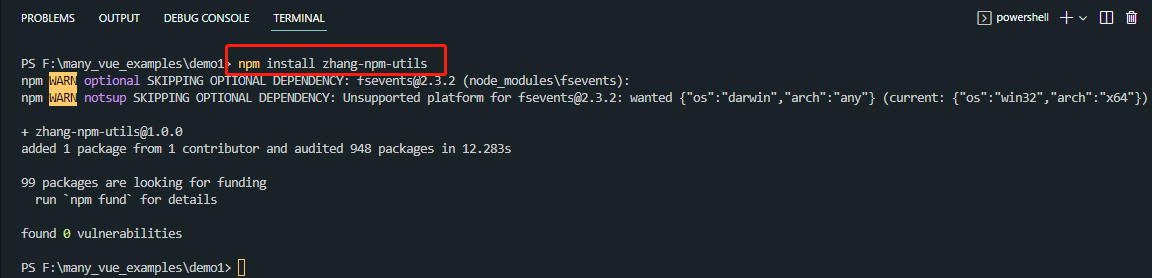 PROBLEMS OUTPUT DEBUG CONSOLE TERMINAL powershell
PS F:\many_vue_examples\demo1> npm install zhang-npm-utils
npm WARN optional SKIPPING OPTIONAL DEPENDENCY: fsevents@2.3.2 (node_modules\fsevents):
npm WARN notsup SKIPPING OPTIONAL DEPENDENCY: Unsupported platform for fsevents@2.3.2: wanted {"os":"darwin","arch":"any"} (current: {"os":"win32","arch":"x64"})
+ zhang-npm-utils@1.0.0
added 1 package from 1 contributor and audited 948 packages in 12.283s
99 packages are looking for funding
run `npm fund` for details
found 0 vulnerabilities
PS F:\many_vue_examples\demo1>